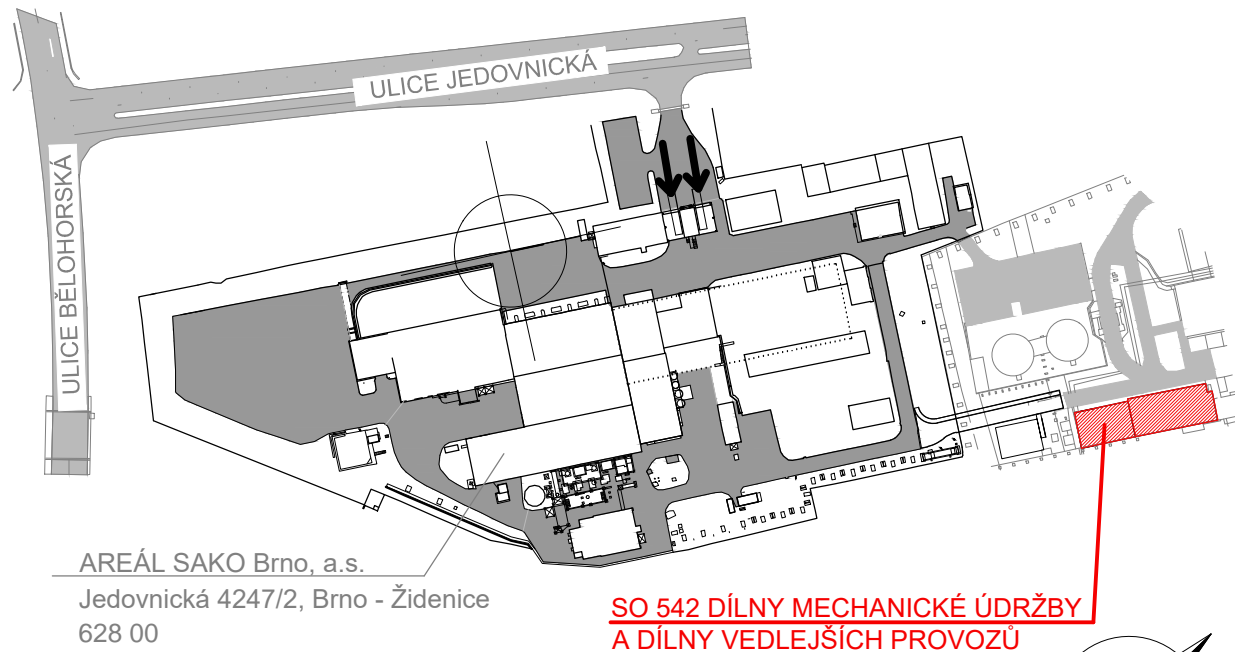 ULICE JEDOVNICKÁ
ULICE BĚLOHORSKÁ
AREÁL SAKO Brno, a.s.
Jedovnická 4247/2, Brno - Židenice
628 00
SO 542 DÍLNY MECHANICKÉ ÚDRŽBY
A DÍLNY VEDLEJŠÍCH PROVOZŮ